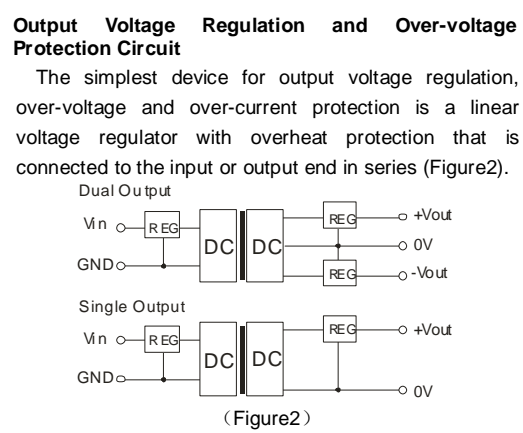 Output Voltage Regulation and Over-voltage
Protection Circuit
The simplest device for output voltage regulation,
over-voltage and over-current protection is a linear
voltage regulator with overheat protection that is
connected to the input or output end in series (Figure2).
Dual Output
Vin
REG
DC DC
REG
+Vout
0V
GND
REG
-Vout
Single Output
Vin
REG
DC DC
REG
+Vout
GND
0V
（Figure2）